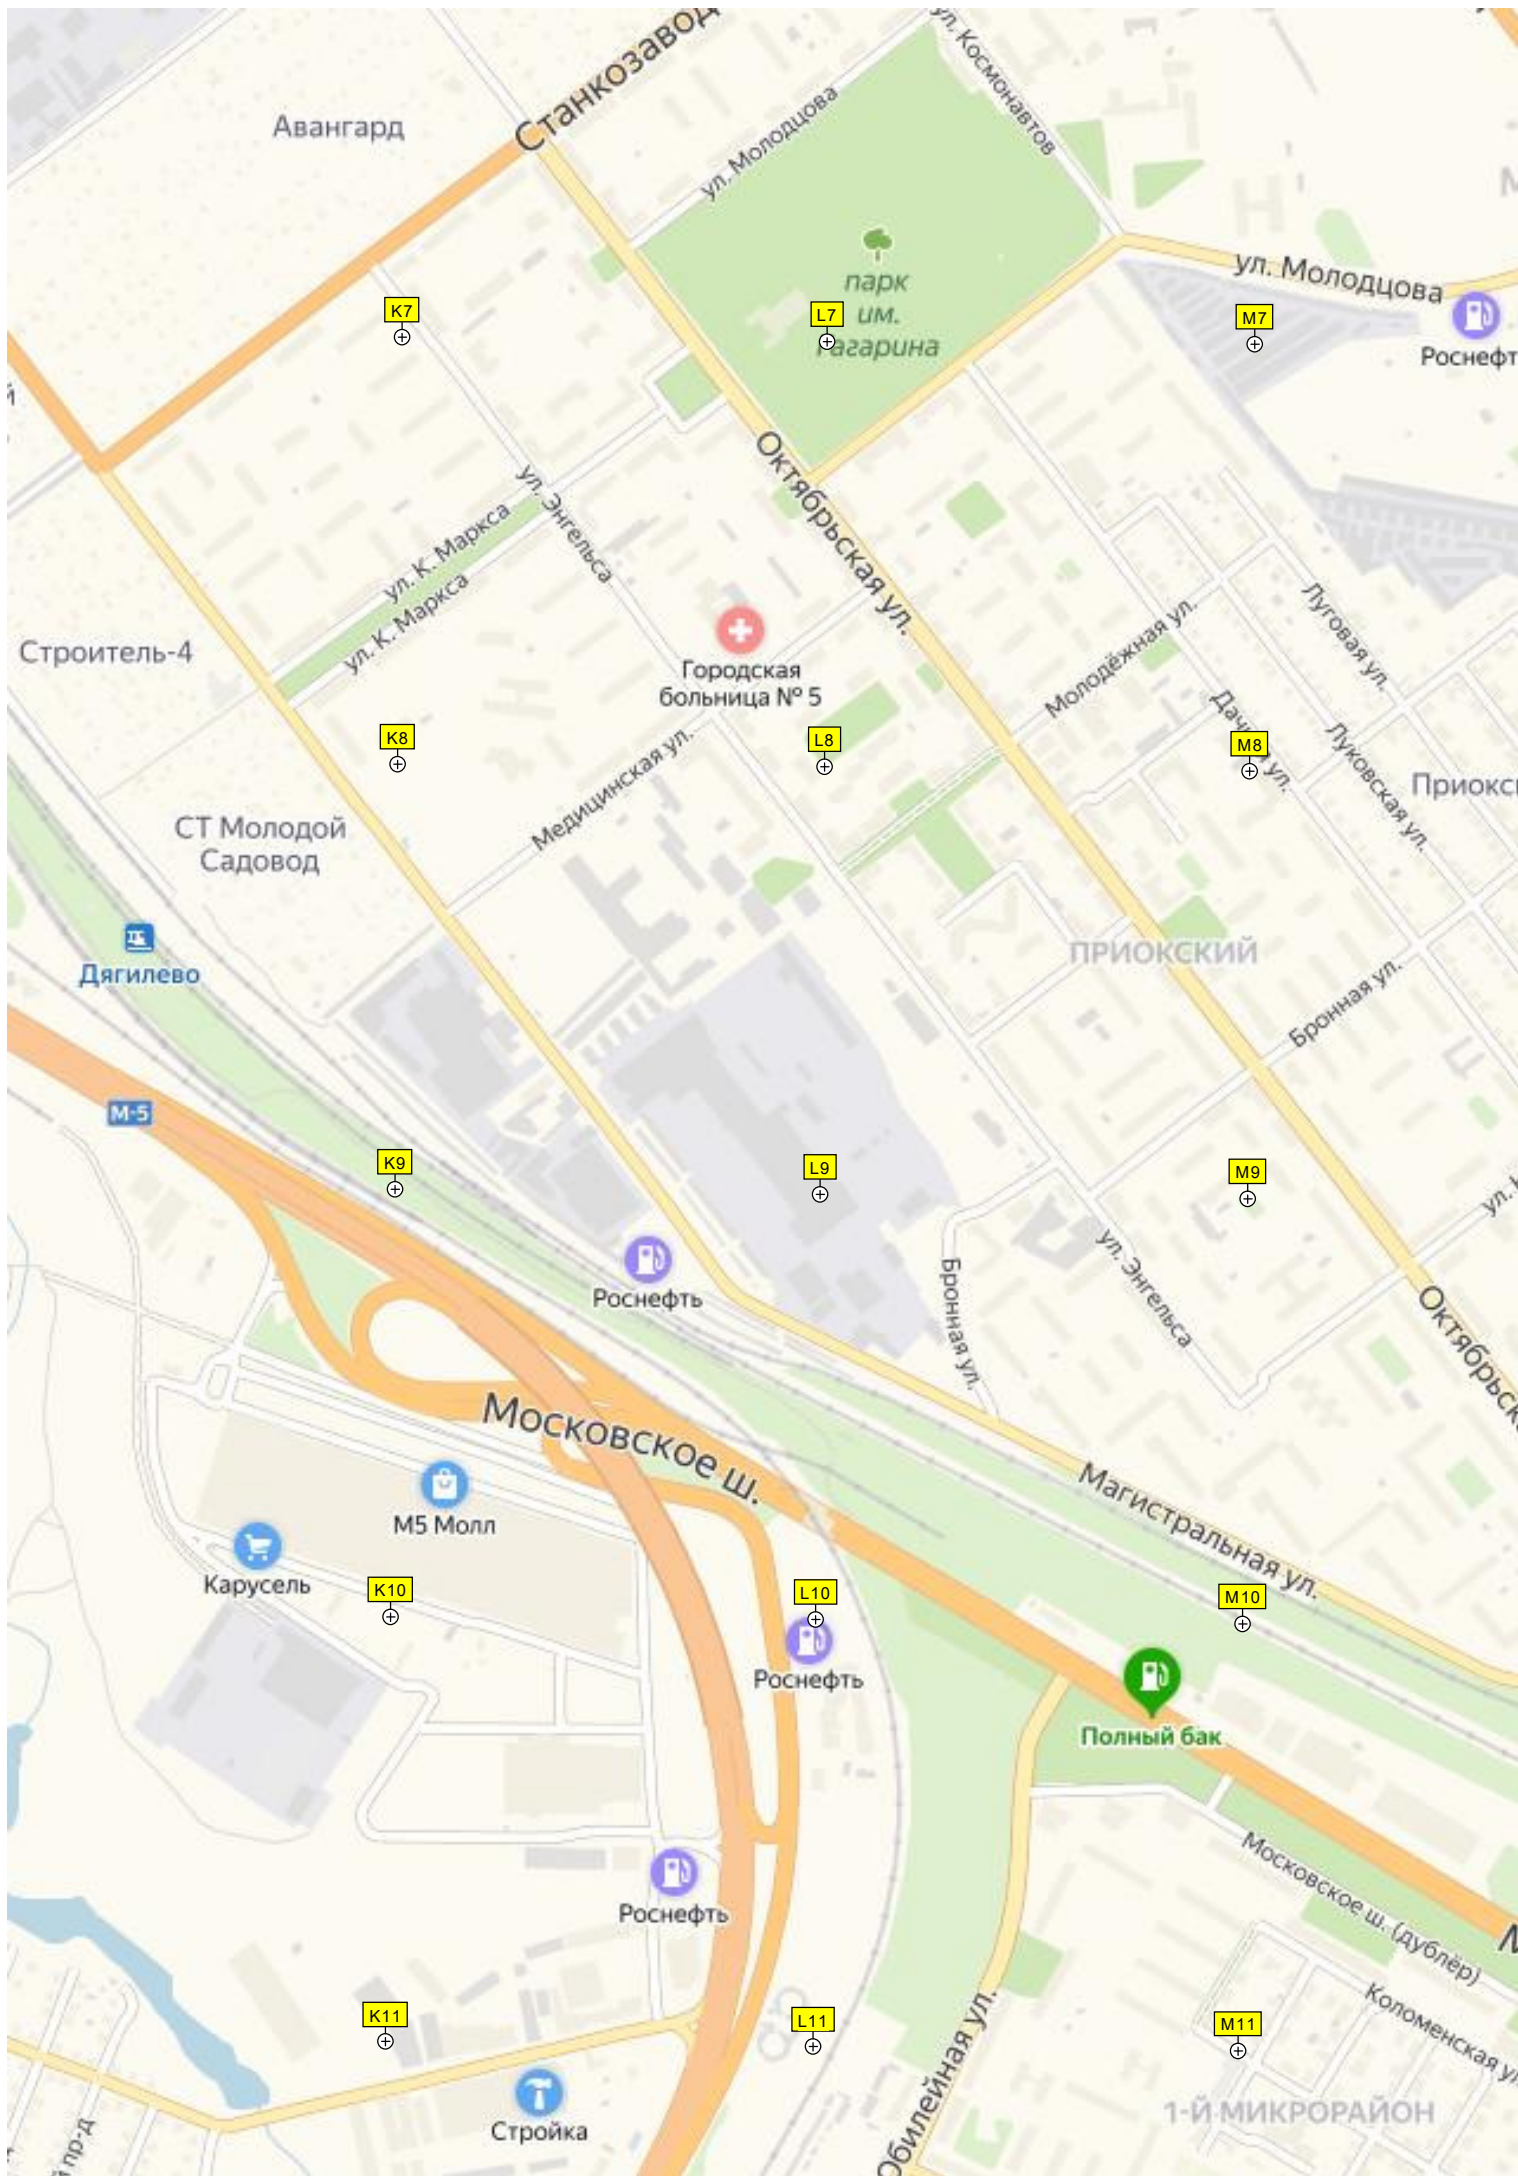 Станкозавод
ул. Космонавтов
Авангард
ул. Молодцова
парк
им.
Гагарина
ул. Молодцова
Роснефт
K7
L7
M7
Октябрьская ул.
ул. Энгельса
ул. К. Маркса
ул. К. Маркса
Строитель-4
Городская
больница № 5
Молодёжная ул.
Луговая ул.
Дачная ул.
Луковская ул.
Приокс
K8
L8
M8
Медицинская ул.
СТ Молодой
Садовод
Дягилево
ПРИОКСКИЙ
Бронная ул.
М-5
K9
L9
M9
ул. Энгельса
Бронная ул.
Роснефть
Октябрьск
Московское ш.
М5 Молл
Магистральная ул.
Карусель
K10
L10
M10
Роснефть
Полный бак
Московское ш. (дублёр)
Роснефть
Коломенская ул
K11
L11
M11
Юбилейная ул.
1-Й МИКРОРАЙОН
Стройка
й пр-д